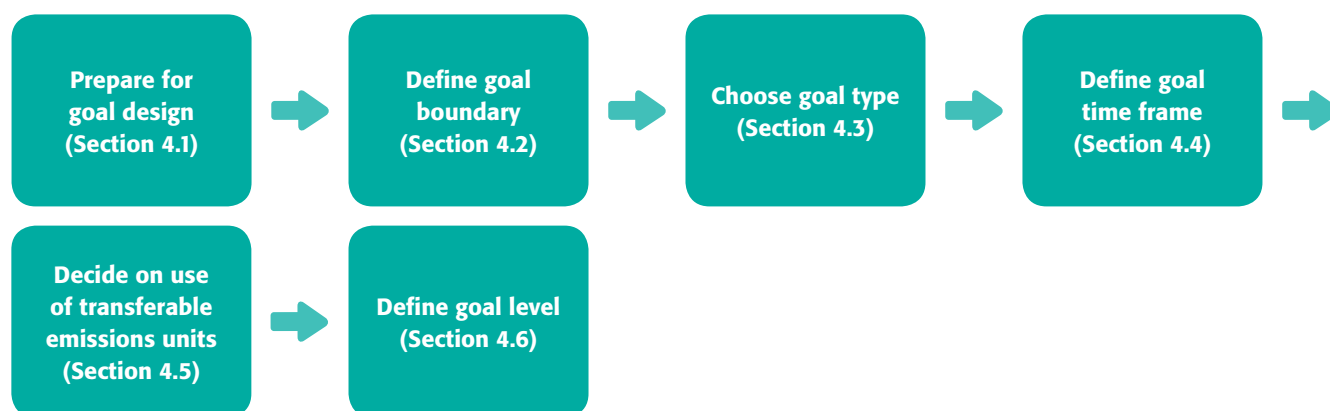 Prepare for
goal design
(Section 4.1)
Define goal
boundary
(Section 4.2)
Choose goal type
(Section 4.3)
Define goal
time frame
(Section 4.4)
Decide on use
of transferable
emissions units
(Section 4.5)
Define goal level
(Section 4.6)